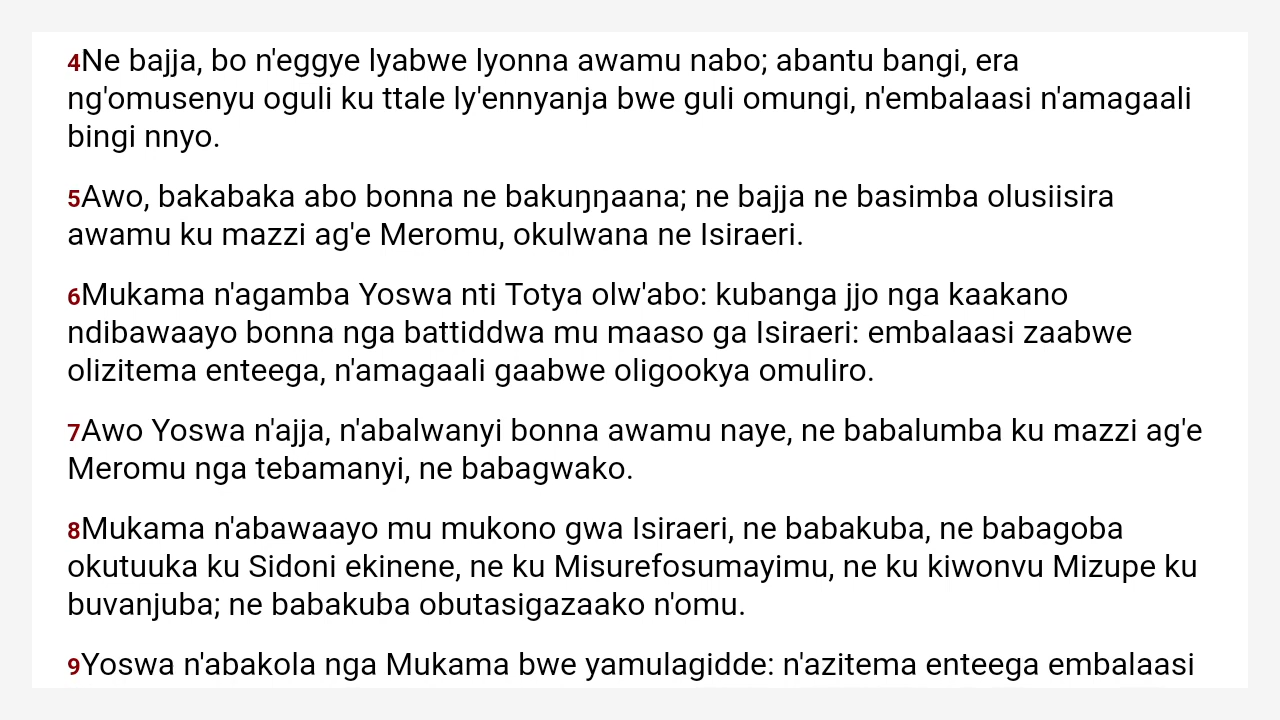 4Ne bajja, bo n'eggye lyabwe lyonna awamu nabo; abantu bangi, era
ng'omusenyu oguli ku ttale ly'ennyanja bwe guli omungi, n'embalaasi n'amagaali
bingi nnyo.
5Awo, bakabaka abo bonna ne bakuŋŋaana; ne bajja ne basimba olusiisira
awamu ku mazzi ag'e Meromu, okulwana ne Isiraeri.
6Mukama n'agamba Yoswa nti Totya olw'abo: kubanga jjo nga kaakano
ndibawaayo bonna nga battiddwa mu maaso ga Isiraeri: embalaasi zaabwe
olizitema enteega, n'amagaali gaabwe oligookya omuliro.
7Awo Yoswa n'ajja, n'abalwanyi bonna awamu naye, ne babalumba ku mazzi ag'e
Meromu nga tebamanyi, ne babagwako.
8Mukama n'abawaayo mu mukono gwa Isiraeri, ne babakuba, ne babagoba
okutuuka ku Sidoni ekinene, ne ku Misurefosumayimu, ne ku kiwonvu Mizupe ku
buvanjuba; ne babakuba obutasigazaako n'omu.
9Yoswa n'abakola nga Mukama bwe yamulagidde: n'azitema enteega embalaasi